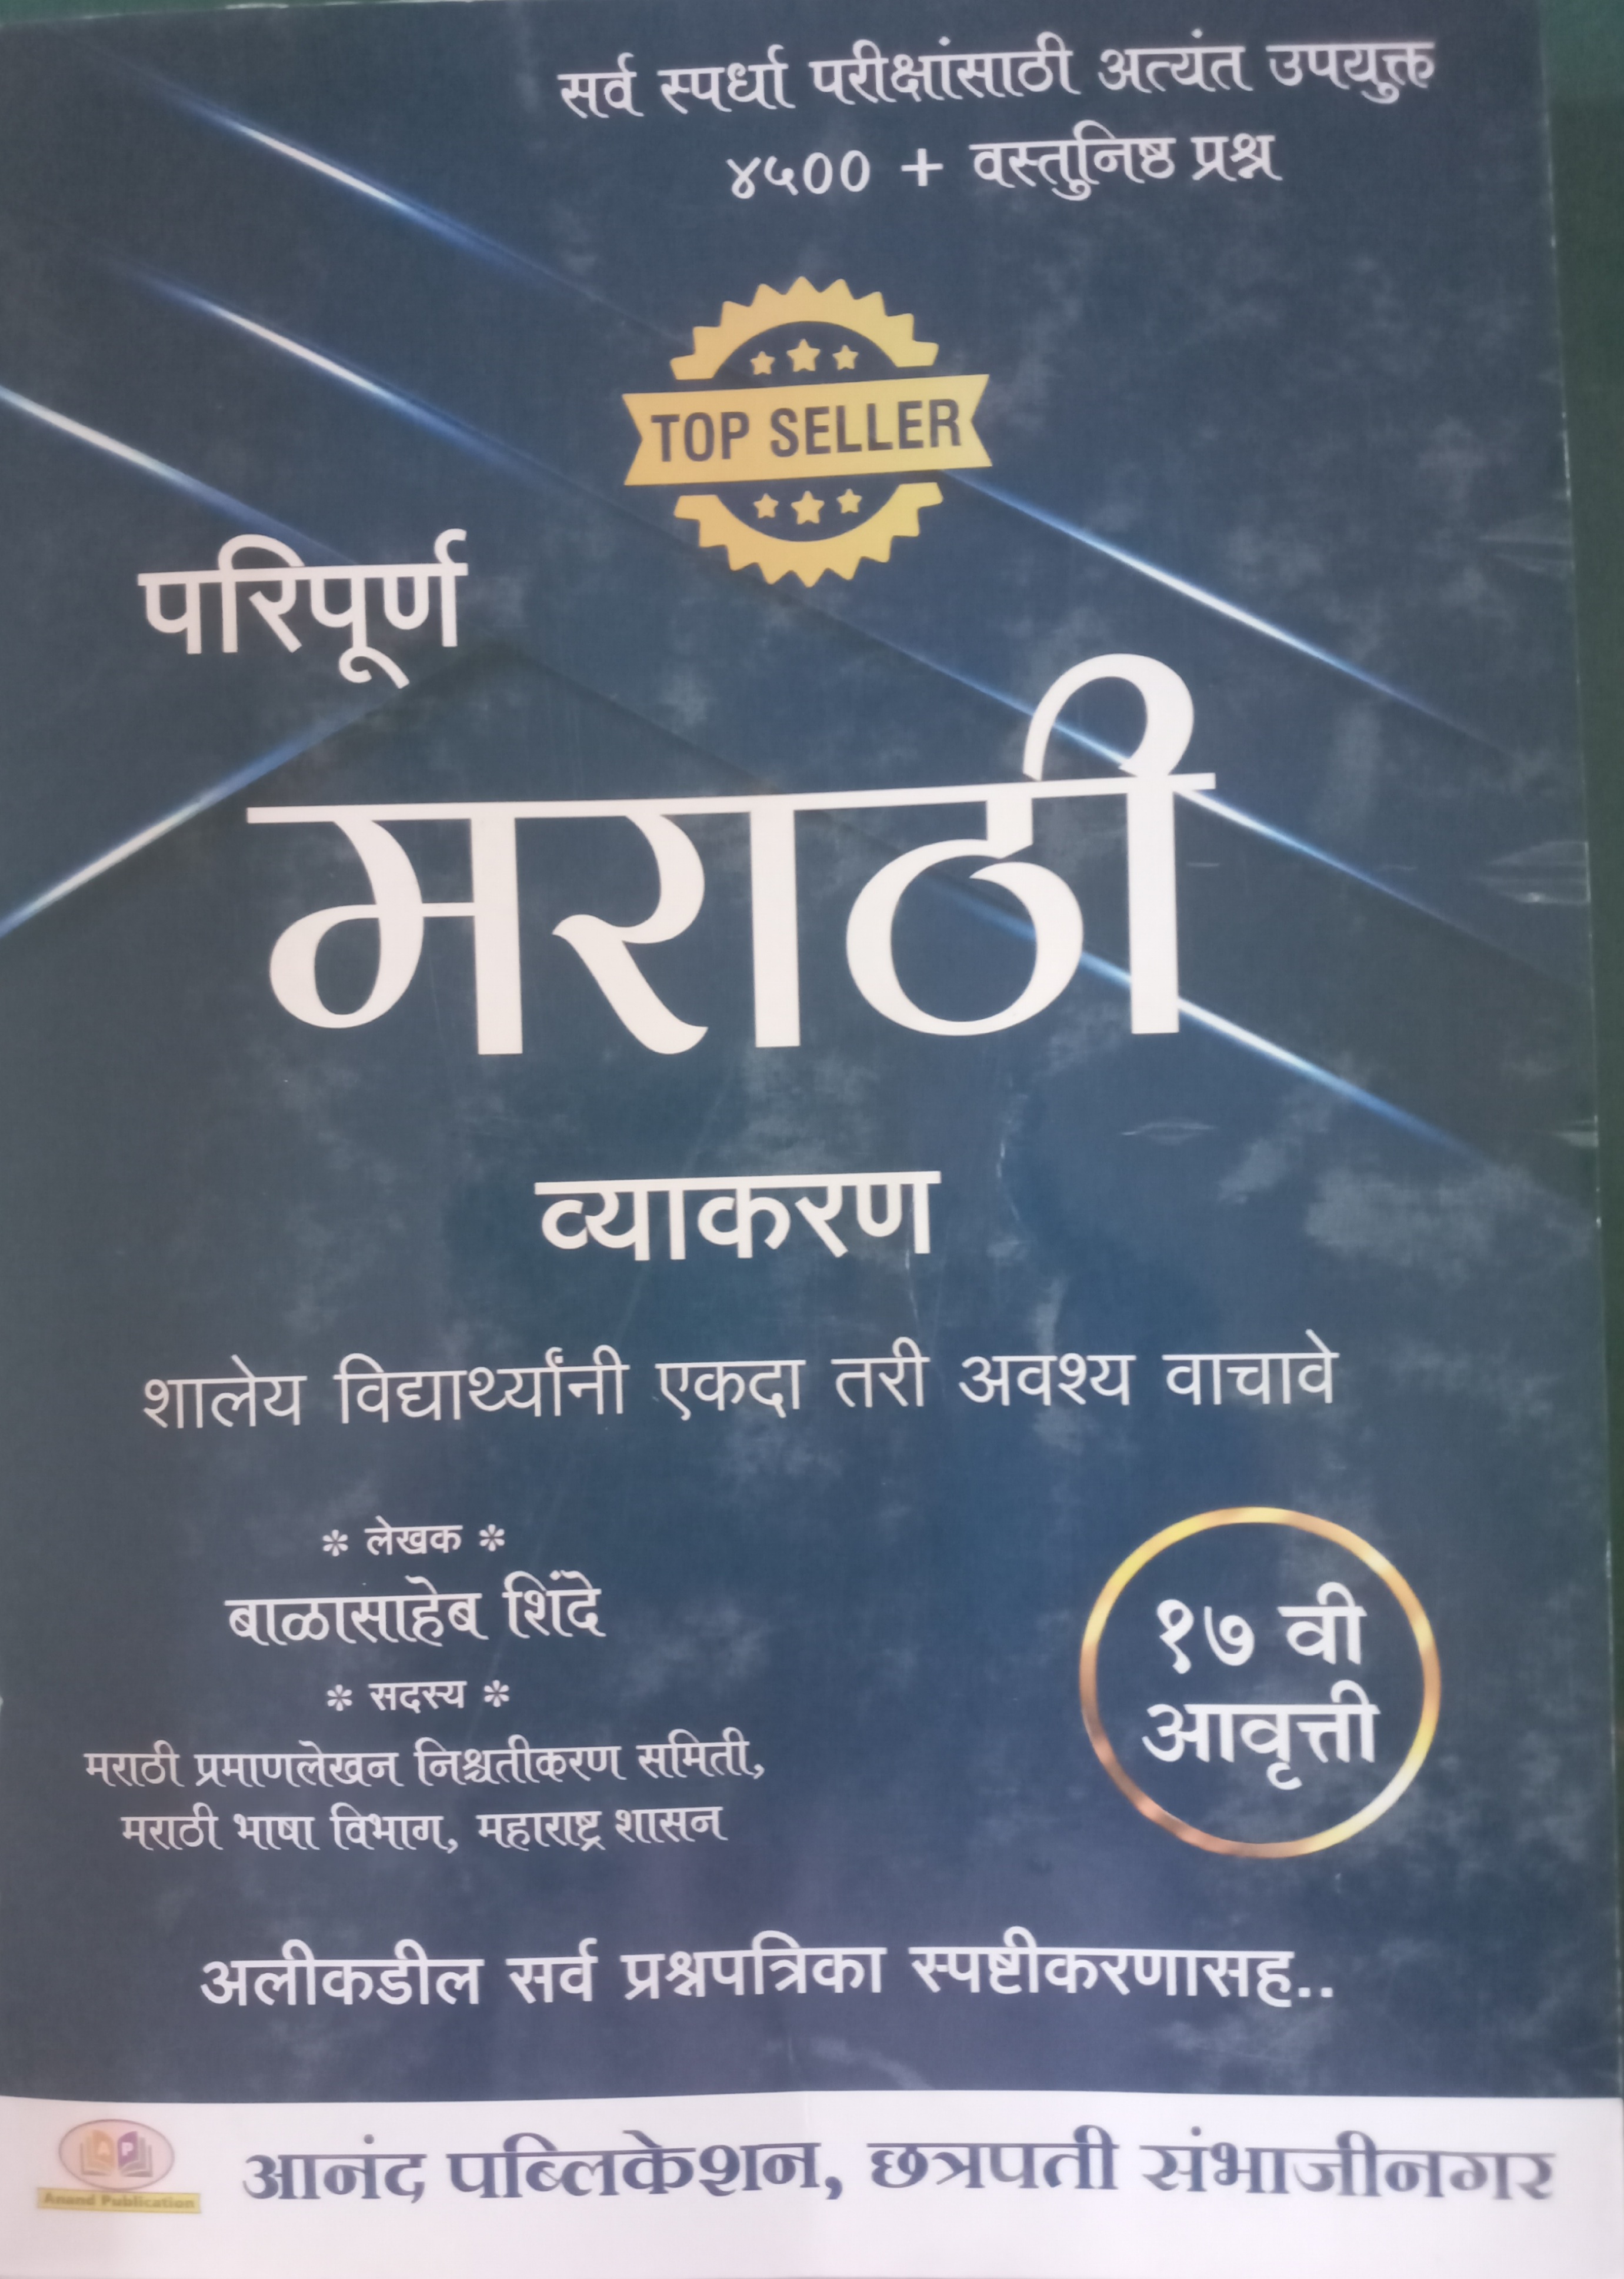 सर्व स्पर्धा परीक्षांसाठी अत्यंत उपयुक्त
४५०० + वस्तुनिष्ठ प्रश्न
TOP SELLER
परिपूर्ण
मराठी
व्याकरण
शालेय विद्यार्थ्यांनी एकदा तरी अवश्य वाचावे
* लेखक *
बाळासाहेब शिंदे
* सदस्य *
मराठी प्रमाणलेखन निश्चतीकरण समिती,
मराठी भाषा विभाग, महाराष्ट्र शासन
१७ वी
आवृत्ती
अलीकडील सर्व प्रश्नपत्रिका स्पष्टीकरणासह..
A P
Anand Publication
आनंद पब्लिकेशन, छत्रपती संभाजीनगर